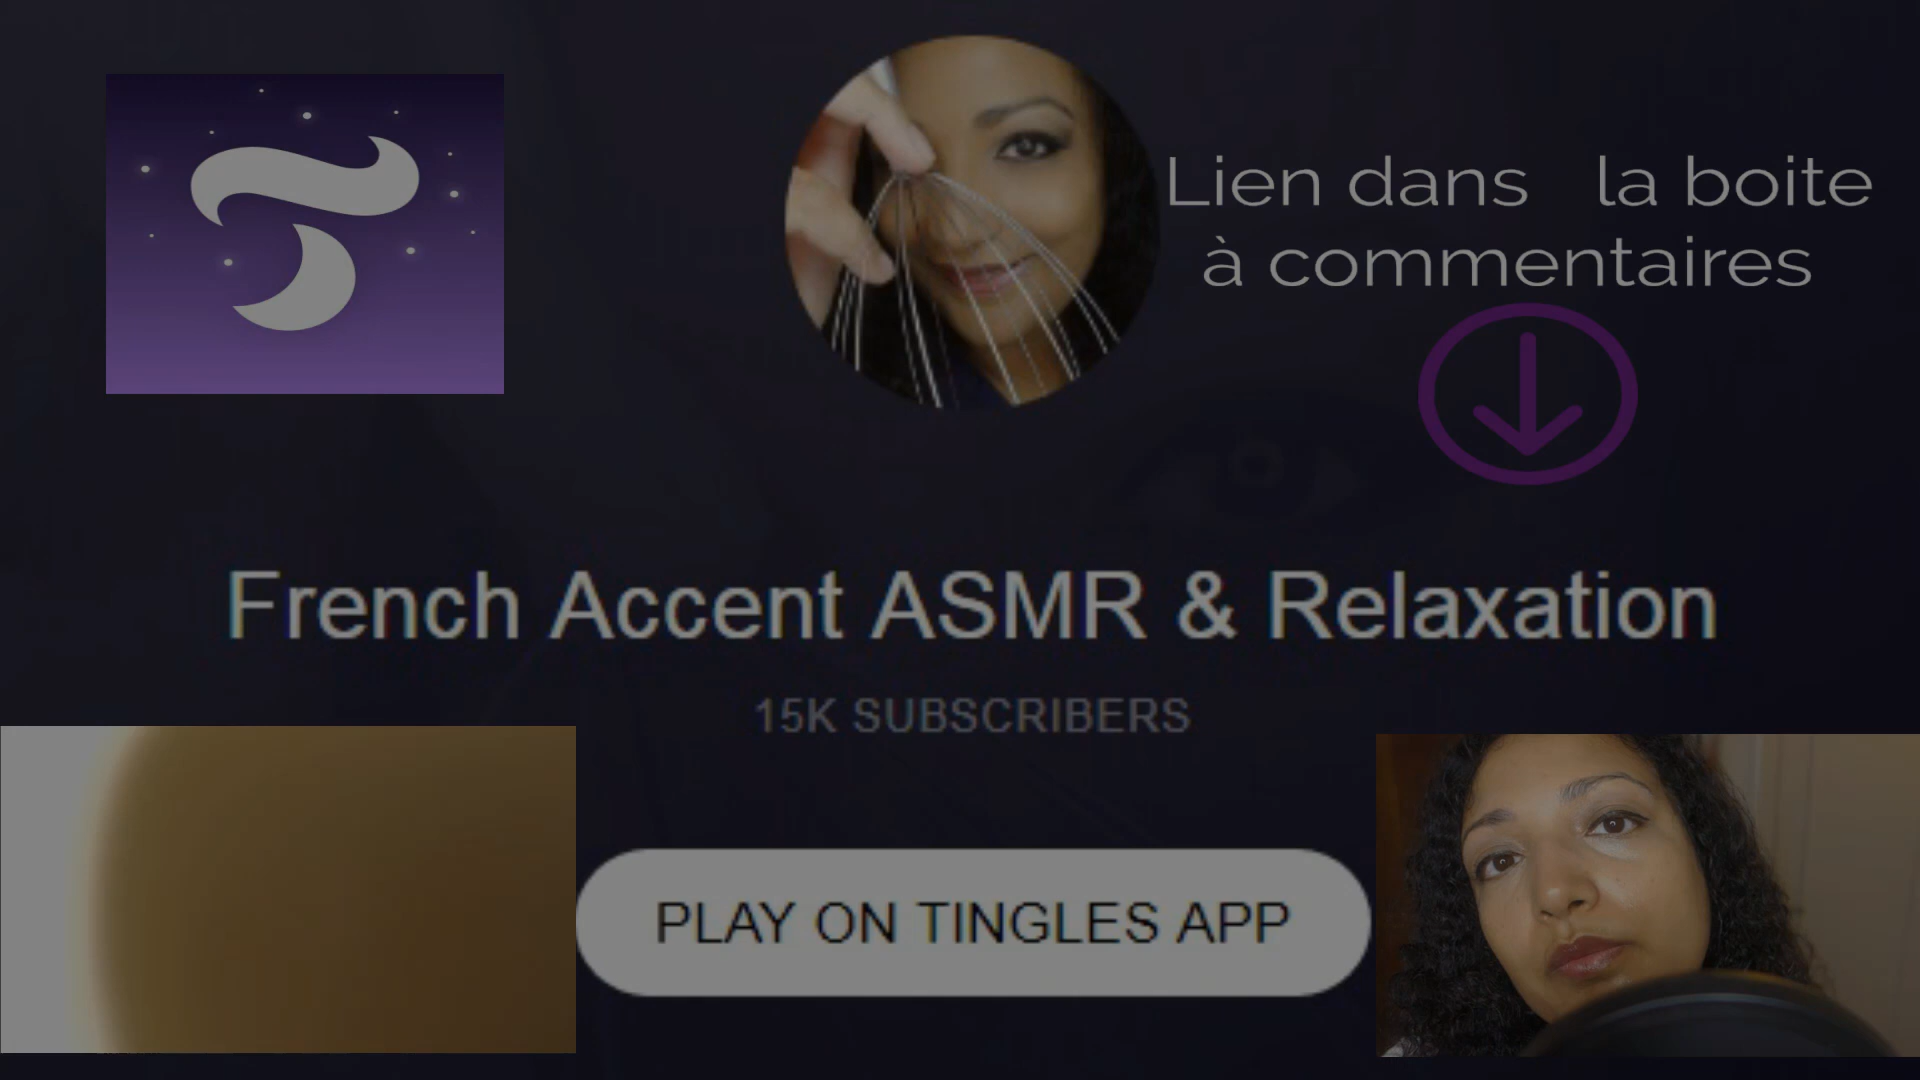 Lien dans la boite
à commentaires
French Accent ASMR & Relaxation
15K SUBSCRIBERS
PLAY ON TINGLES APP